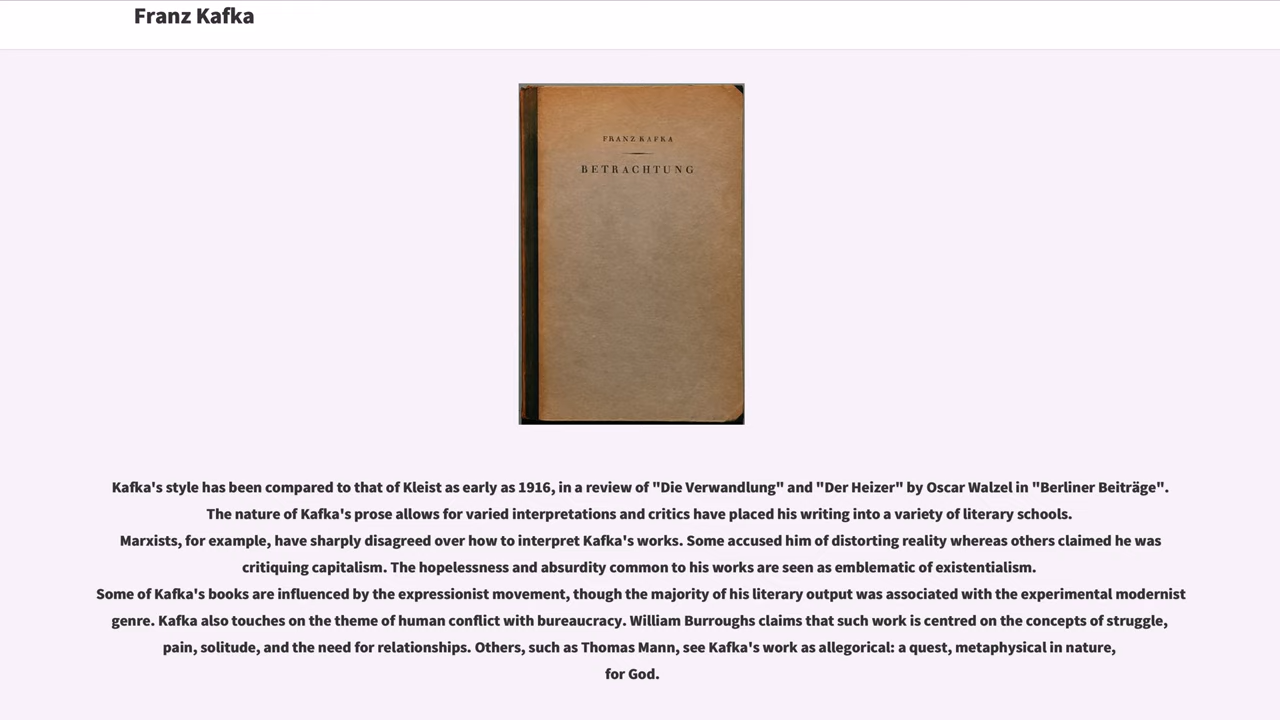 Franz Kafka
FRANZ KAFKA
BETRACHTUNG
Kafka's style has been compared to that of Kleist as early as 1916, in a review of "Die Verwandlung" and "Der Heizer" by Oscar Walzel in "Berliner Beiträge".
The nature of Kafka's prose allows for varied interpretations and critics have placed his writing into a variety of literary schools.
Marxists, for example, have sharply disagreed over how to interpret Kafka's works. Some accused him of distorting reality whereas others claimed he was
critiquing capitalism. The hopelessness and absurdity common to his works are seen as emblematic of existentialism.
Some of Kafka's books are influenced by the expressionist movement, though the majority of his literary output was associated with the experimental modernist
genre. Kafka also touches on the theme of human conflict with bureaucracy. William Burroughs claims that such work is centred on the concepts of struggle,
pain, solitude, and the need for relationships. Others, such as Thomas Mann, see Kafka's work as allegorical: a quest, metaphysical in nature,
for God.